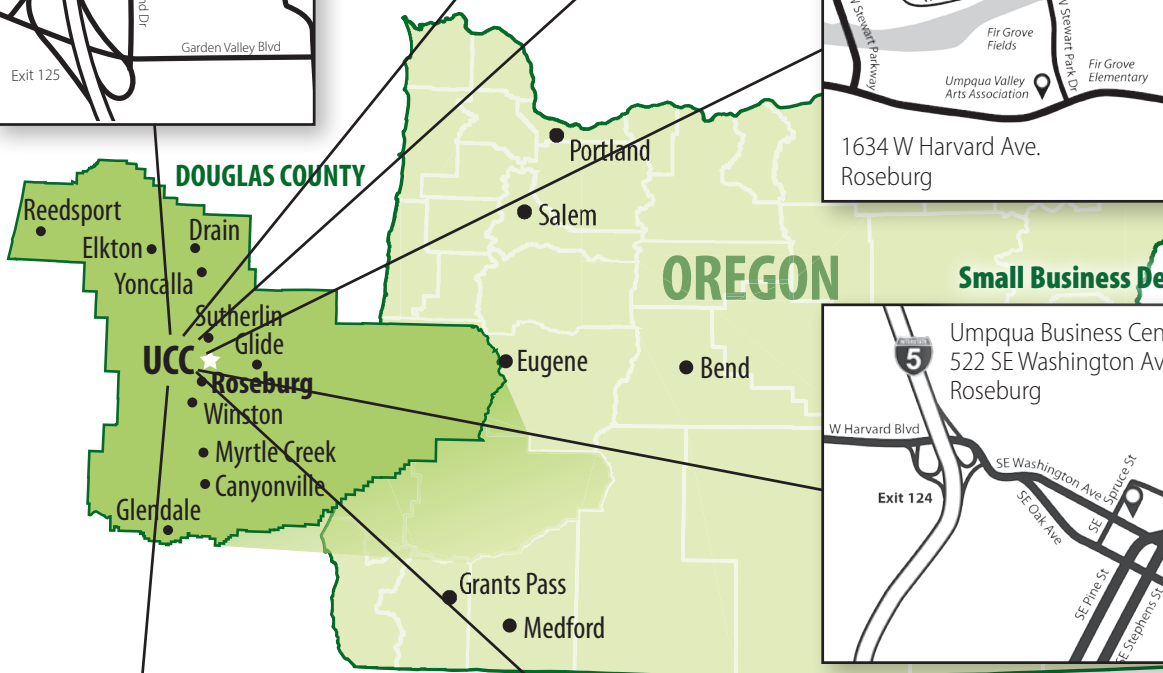 Garden Valley Blvd
Exit 125
W Stewart Parkway
Fir Grove
Fields
W Stewart Park Dr
Fir Grove
Elementary
Umpqua Valley
Arts Association
1634 W Harvard Ave.
Roseburg
DOUGLAS COUNTY
Reedsport
Elkton
Drain
Yoncalla
Sutherlin
Glide
UCC
Roseburg
Winston
Myrtle Creek
Canyonville
Glendale
Portland
Salem
OREGON
Eugene
Bend
Grants Pass
Medford
Small Business De
INTERSTATE
5
Umpqua Business Cen
522 SE Washington Av
Roseburg
W Harvard Blvd
SE Washington Ave
Exit 124
SE Oak Ave
SE Spruce St
SE Pine St
SE Stephens St